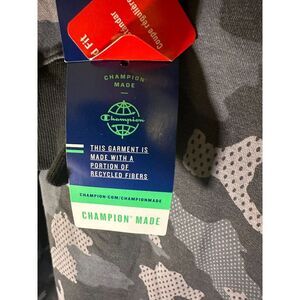 d Fit
Coupe régulière
CHAMPION®
MADE
Champion
THIS GARMENT IS
MADE WITH A
PORTION OF
RECYCLED FIBERS
CHAMPION.COM/CHAMPIONMADE
CHAMPION® MADE